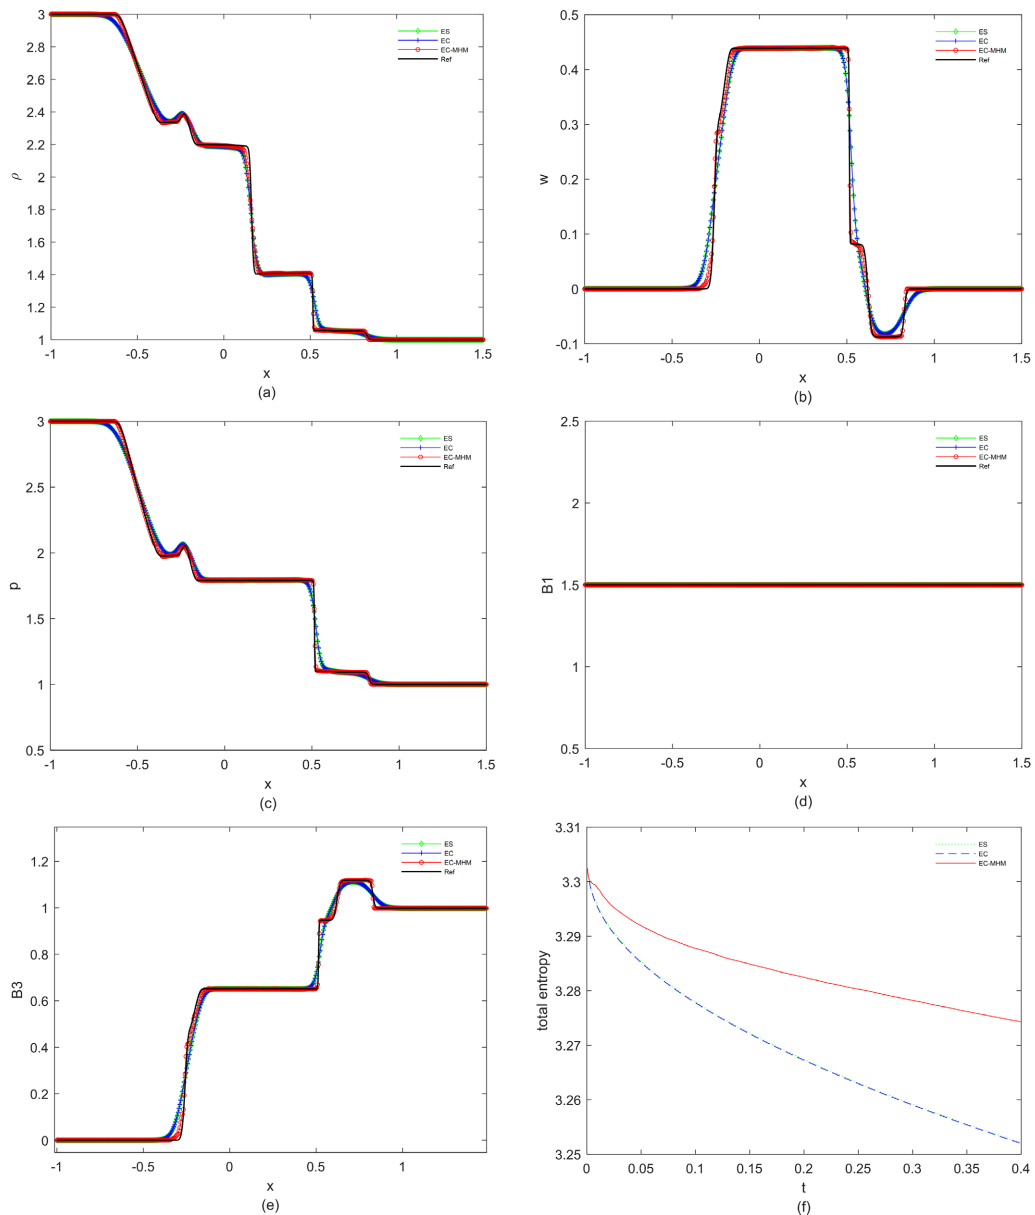 3
2.8
2.6
2.4
2.2
2
1.8
1.6
1.4
1.2
1
ρ
-1
-0.5
0
0.5
1
1.5
x
(a)
ES
EC
EC-MHM
Ref
0.5
0.4
0.3
0.2
0.1
0
-0.1
w
-1
-0.5
0
0.5
1
1.5
x
(b)
ES
EC
EC-MHM
Ref
3
2.5
2
1.5
1
0.5
p
-1
-0.5
0
0.5
1
1.5
x
(c)
ES
EC
EC-MHM
Ref
2.5
2
1.5
1
0.5
B1
-1
-0.5
0
0.5
1
1.5
x
(d)
ES
EC
EC-MHM
Ref
1.2
1
0.8
0.6
0.4
0.2
0
B3
-1
-0.5
0
0.5
1
x
(e)
ES
EC
EC-MHM
Ref
3.31
3.3
3.29
3.28
3.27
3.26
3.25
total entropy
0
0.05
0.1
0.15
0.2
0.25
0.3
0.35
0.4
t
(f)
ES
EC
EC-MHM